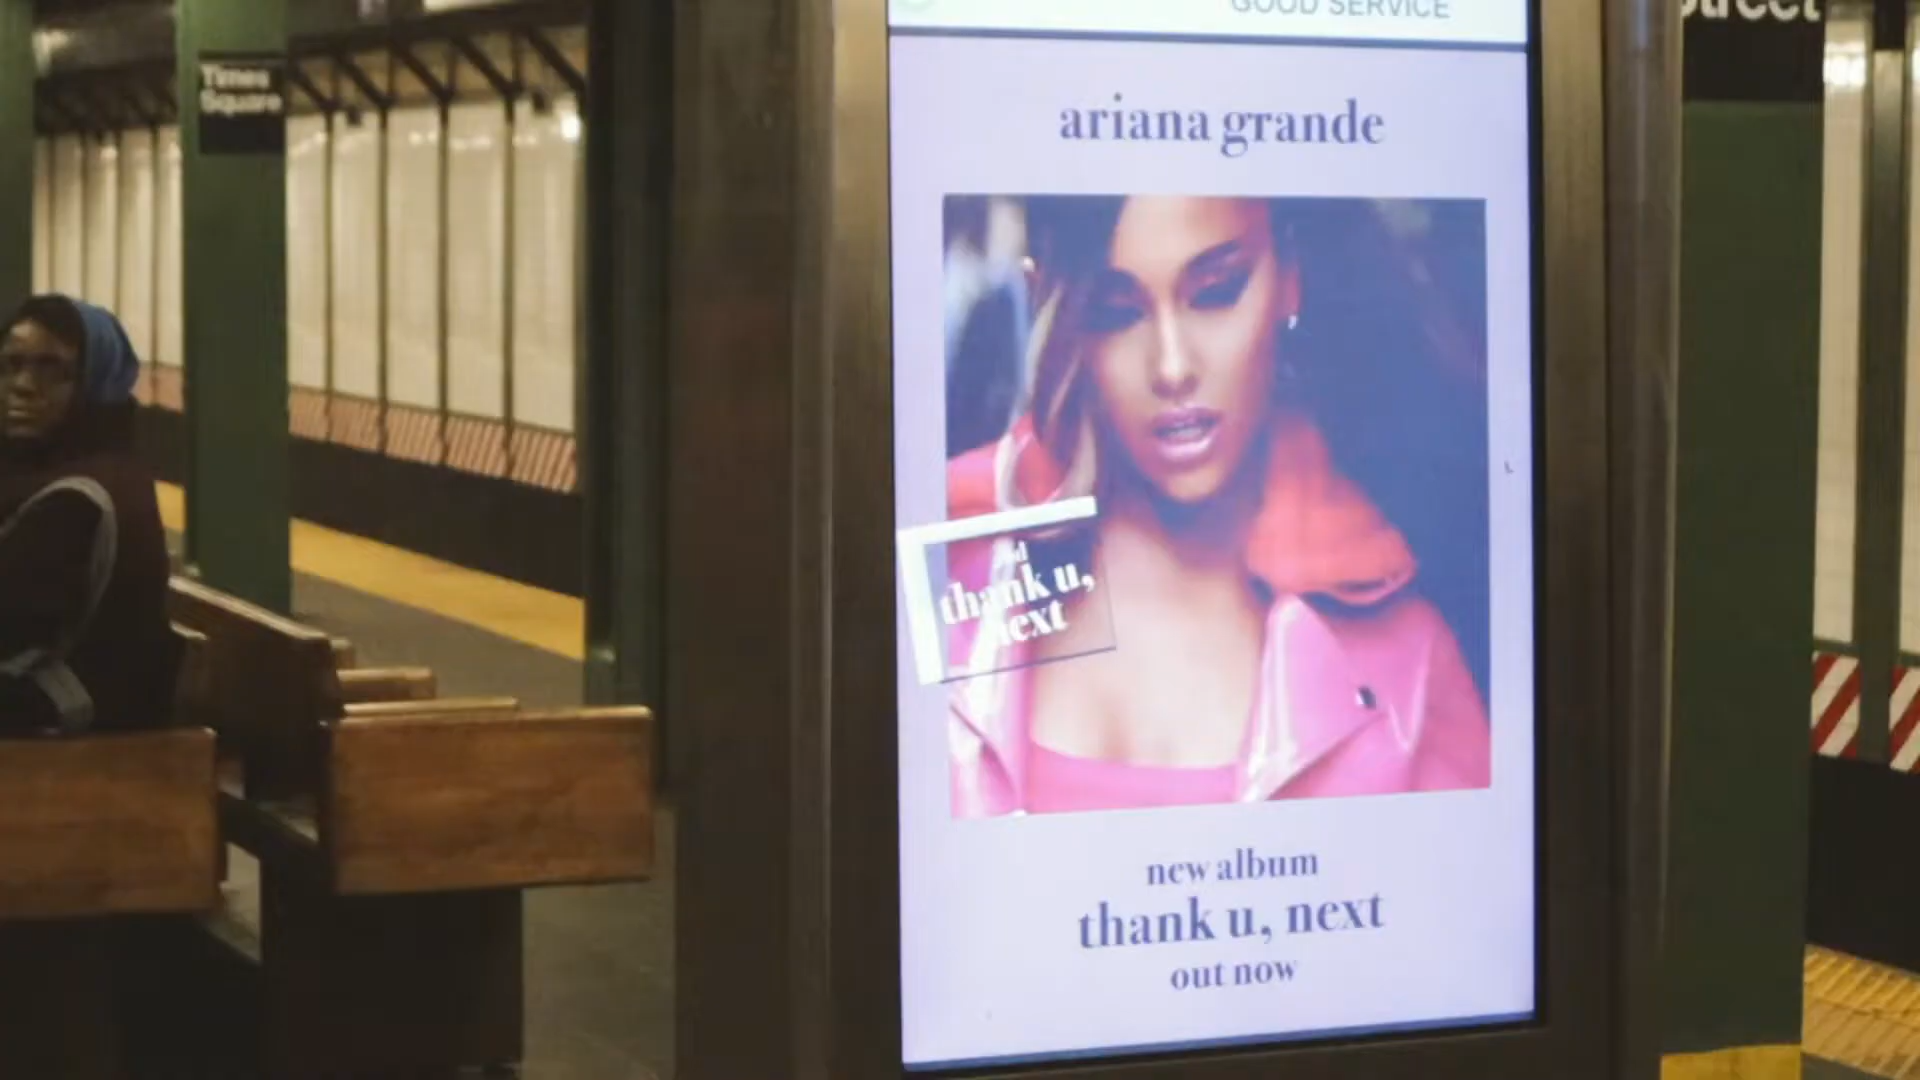 GOOD SERVICE
Times
Square
ariana grande
thank u,
next
new album
thank u, next
out now